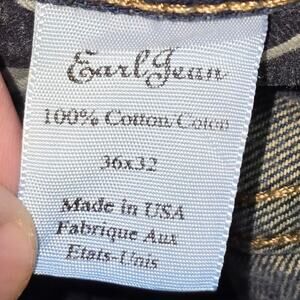 Earl Jean
100% Cotton/Coton
36x32
Made in USA
Fabrique Aux
Etats-Unis